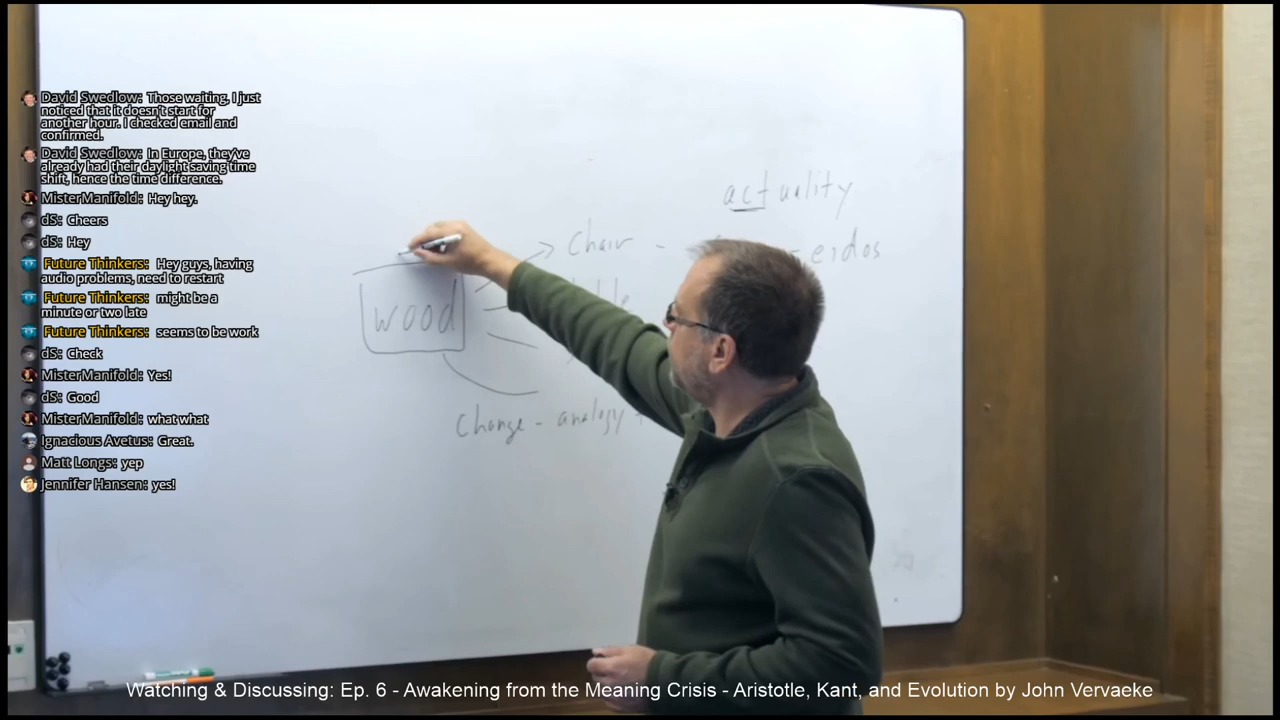 David Swedlow: Those waiting, I just
noticed that it doesn't start for
another hour. I checked email and
confirmed.
David Swedlow: In Europe, they've
already had their daylight saving time
shift, hence the time difference.
MisterManifold: Hey hey.
dS: Cheers
dS: Hey
Future Thinkers: Hey guys, having
audio problems, need to restart
Future Thinkers: might be a
minute or two late
Future Thinkers: seems to be work
dS: Check
MisterManifold: Yes!
dS: Good
MisterManifold: what what
Ignacious Avetus: Great.
Matt Longs: yep
Jennifer Hansen: yes!
actuality
Chair - eidos
wood
change - analogy
Watching & Discussing: Ep. 6 - Awakening from the Meaning Crisis - Aristotle, Kant, and Evolution by John Vervaeke